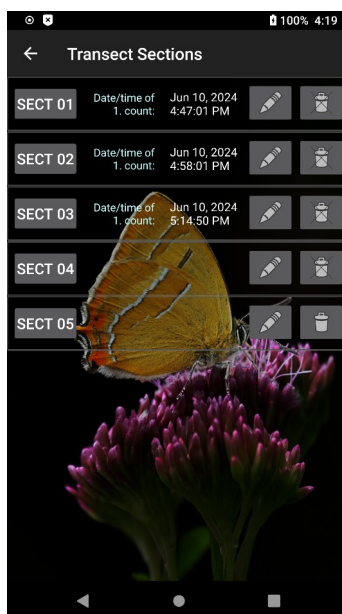 100% 4:19
Transect Sections
SECT 01 Date/time of 1. count: Jun 10, 2024 4:47:01 PM
SECT 02 Date/time of 1. count: Jun 10, 2024 4:58:01 PM
SECT 03 Date/time of 1. count: Jun 10, 2024 5:14:50 PM
SECT 04
SECT 05